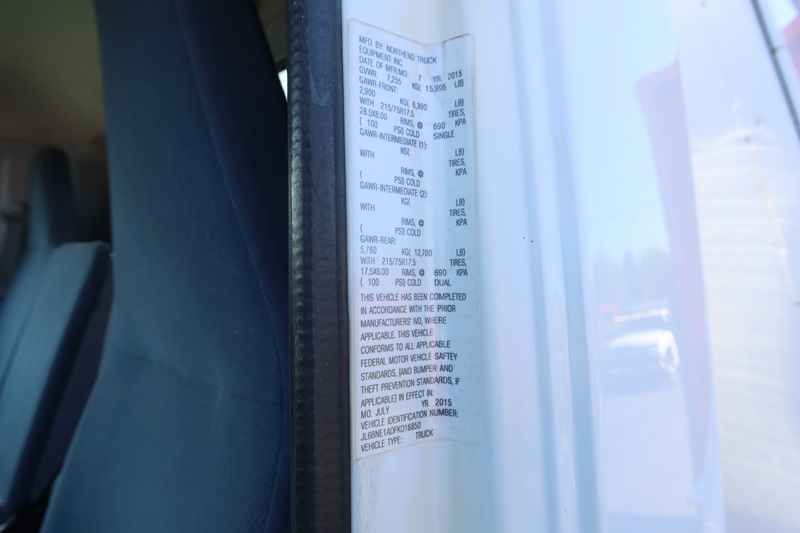 MFD BY: NORTHEND TRUCK
EQUIPMENT INC
DATE OF MFR:MO. 7 YR. 2015
GVWR: 7,255 KG( 15,995 LB)
GAWR-FRONT:
2,900 KG( 6,390 LB)
WITH 215/75R17.5 TIRES,
28.5X6.00 RIMS, @ 690 KPA
( 100 PSI) COLD SINGLE
GAWR-INTERMEDIATE (1):
KG( LB)
WITH TIRES,
RIMS, @ KPA
( PSI) COLD
GAWR-INTERMEDIATE (2):
KG( LB)
WITH TIRES,
RIMS, @ KPA
( PSI) COLD
GAWR-REAR:
5,760 KG( 12,700 LB)
WITH 215/75R17.5 TIRES,
17.5X6.00 RIMS, @ 690 KPA
( 100 PSI) COLD DUAL
THIS VEHICLE HAS BEEN COMPLETED
IN ACCORDANCE WITH THE PRIOR
MANUFACTURERS' IVD, WHERE
APPLICABLE. THIS VEHICLE
CONFORMS TO ALL APPLICABLE
FEDERAL MOTOR VEHICLE SAFTEY
STANDARDS, [AND BUMPER AND
THEFT PREVENTION STANDARDS, IF
APPLICABLE] IN EFFECT IN:
MO. JULY YR. 2015
VEHICLE IDENTIFICATION NUMBER:
JL6BNE1A0FK016850
VEHICLE TYPE: TRUCK